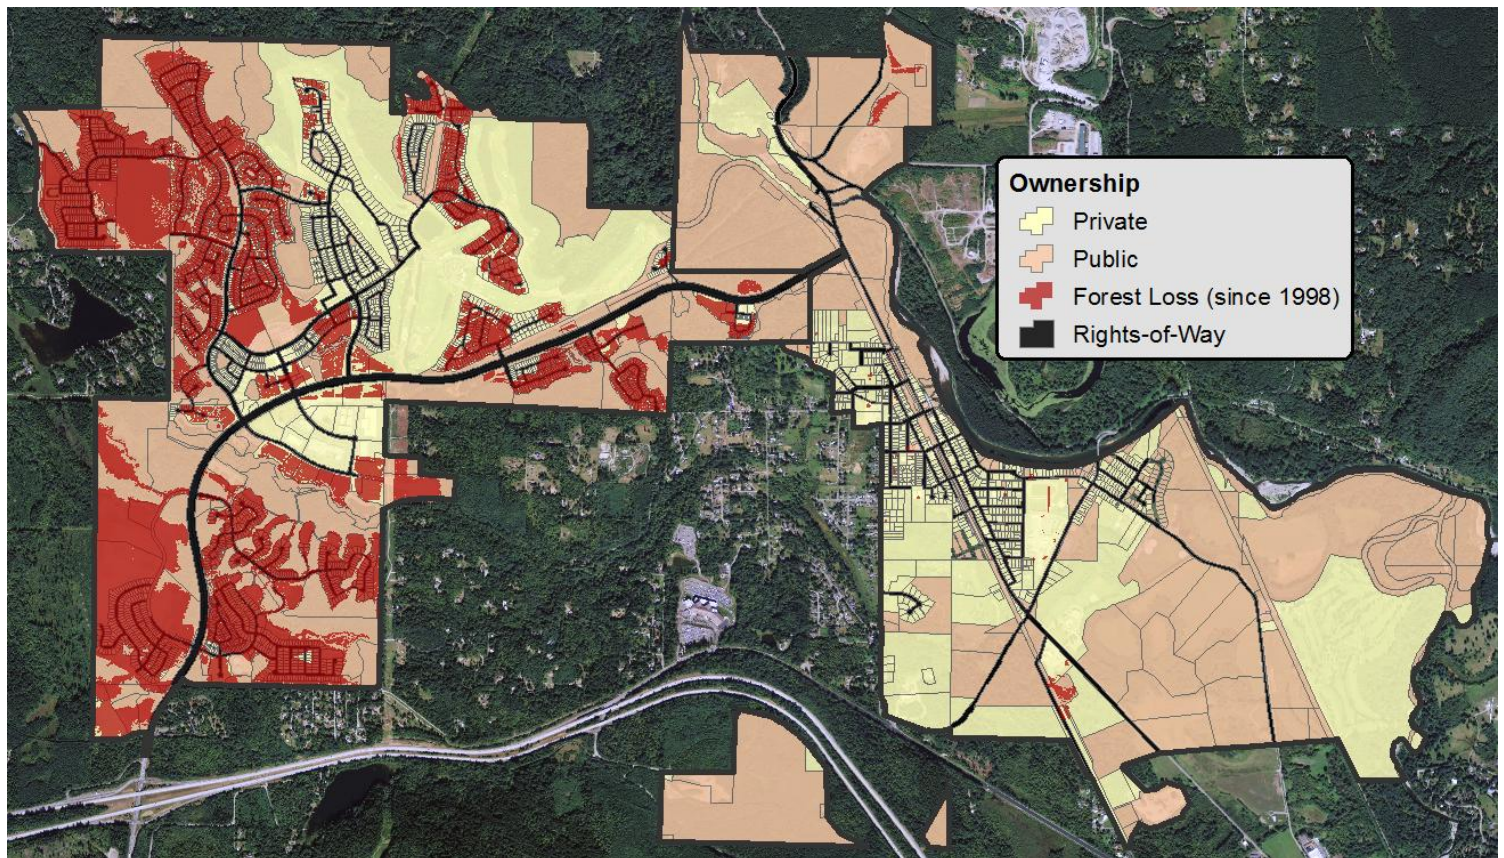 Ownership
Private
Public
Forest Loss (since 1998)
Rights-of-Way